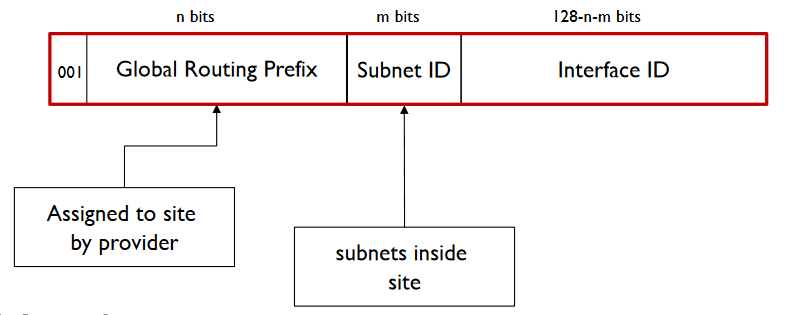 n bits m bits 128-n-m bits
001 Global Routing Prefix Subnet ID Interface ID
Assigned to site
by provider
subnets inside
site